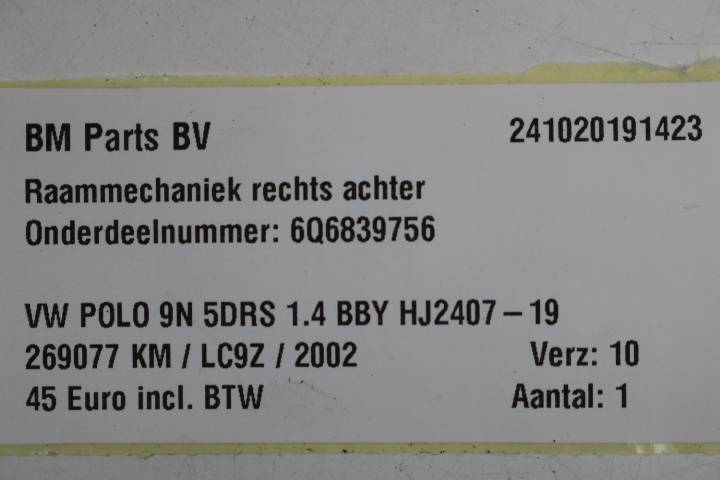 BM Parts BV 241020191423
Raammechaniek rechts achter
Onderdeelnummer: 6Q6839756
VW POLO 9N 5DRS 1.4 BBY HJ2407-19
269077 KM / LC9Z / 2002 Verz: 10
45 Euro incl. BTW Aantal: 1